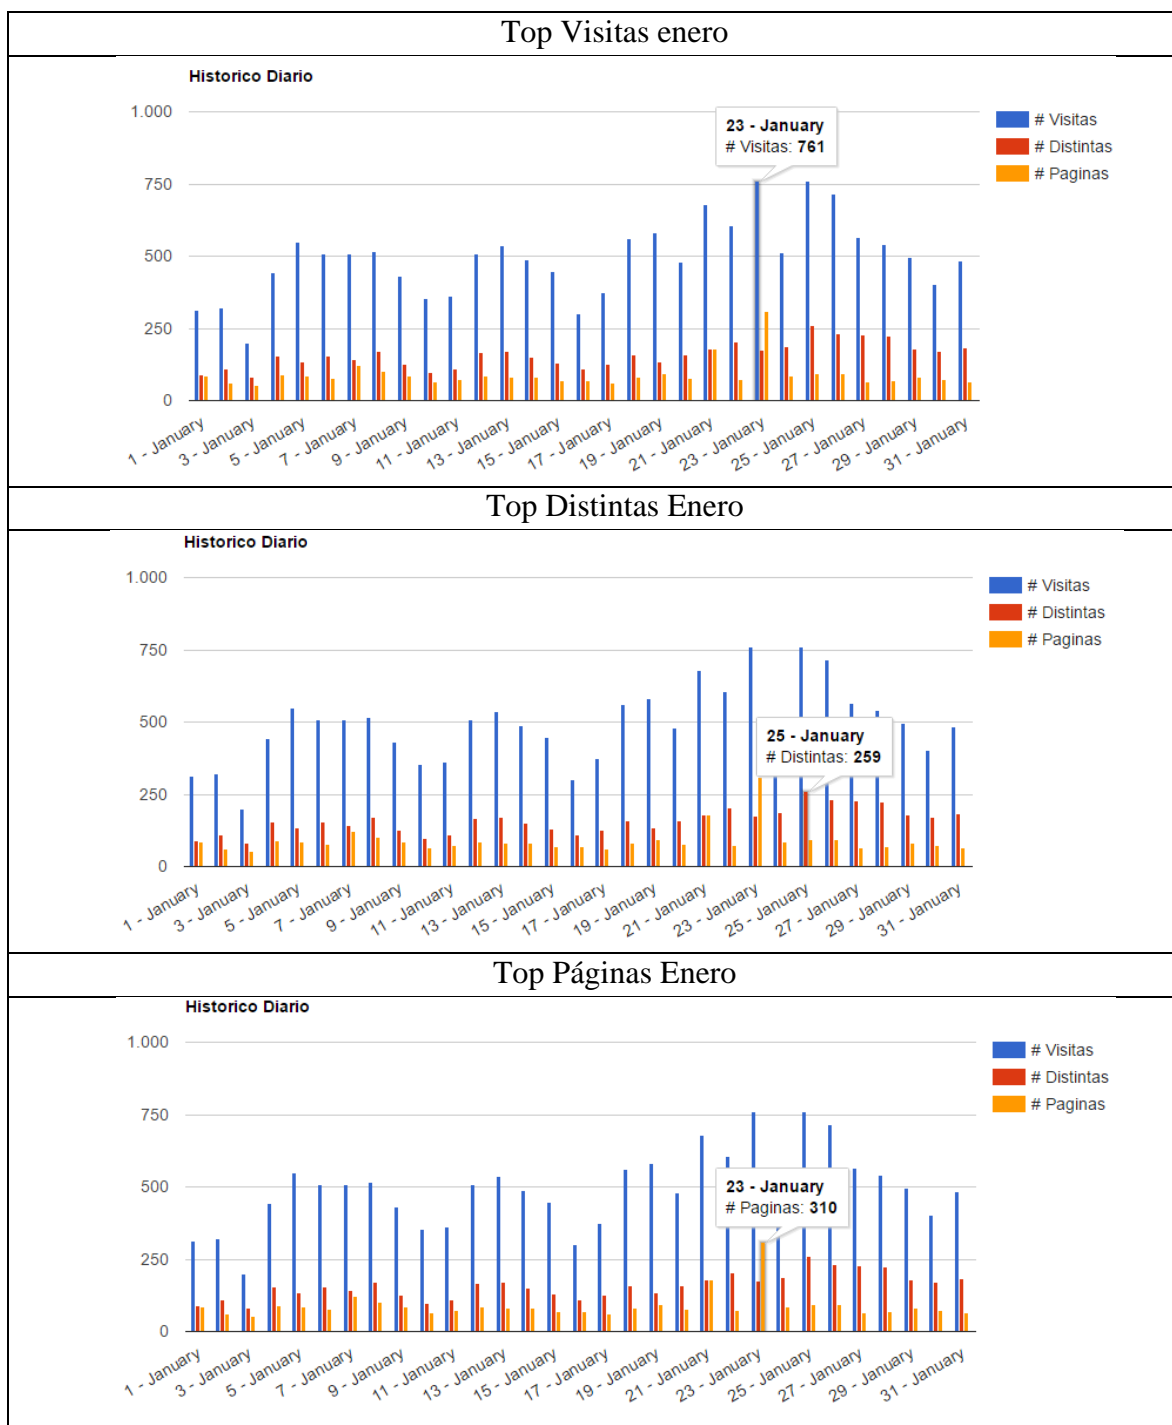 Top Visitas enero
Historico Diario
1.000
750
500
250
0
23 - January
# Visitas: 761
# Visitas
# Distintas
# Paginas
1 - January
3 - January
5 - January
7 - January
9 - January
11 - January
13 - January
15 - January
17 - January
19 - January
21 - January
23 - January
25 - January
27 - January
29 - January
31 - January
Top Distintas Enero
Historico Diario
1.000
750
500
250
0
25 - January
# Distintas: 259
# Visitas
# Distintas
# Paginas
1 - January
3 - January
5 - January
7 - January
9 - January
11 - January
13 - January
15 - January
17 - January
19 - January
21 - January
23 - January
25 - January
27 - January
29 - January
31 - January
Top Páginas Enero
Historico Diario
1.000
750
500
250
0
23 - January
# Paginas: 310
# Visitas
# Distintas
# Paginas
1 - January
3 - January
5 - January
7 - January
9 - January
11 - January
13 - January
15 - January
17 - January
19 - January
21 - January
23 - January
25 - January
27 - January
29 - January
31 - January